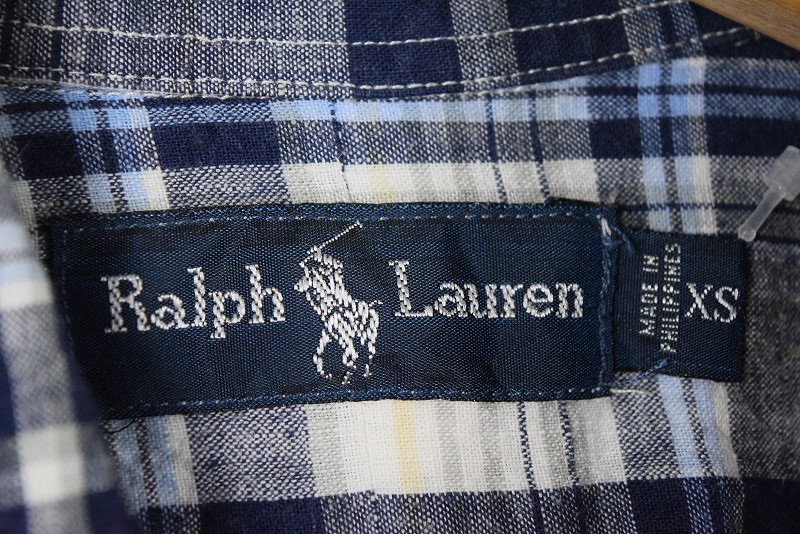 Ralph Lauren
MADE IN
PHILIPPINES
XS